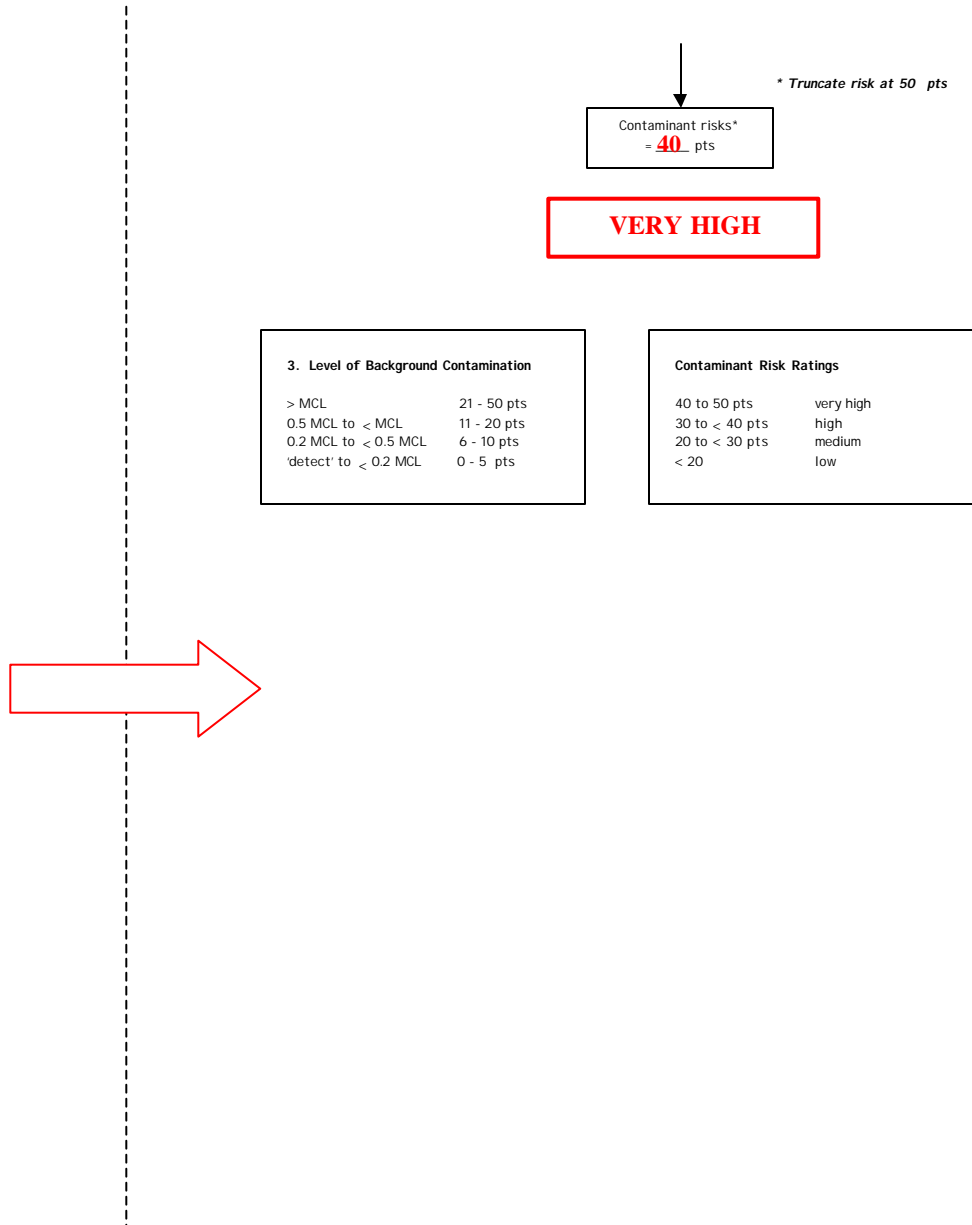 * Truncate risk at 50 pts
Contaminant risks*
= 40 pts
VERY HIGH
3. Level of Background Contamination
> MCL 21 - 50 pts
0.5 MCL to < MCL 11 - 20 pts
0.2 MCL to < 0.5 MCL 6 - 10 pts
'detect' to < 0.2 MCL 0 - 5 pts
Contaminant Risk Ratings
40 to 50 pts very high
30 to < 40 pts high
20 to < 30 pts medium
< 20 low